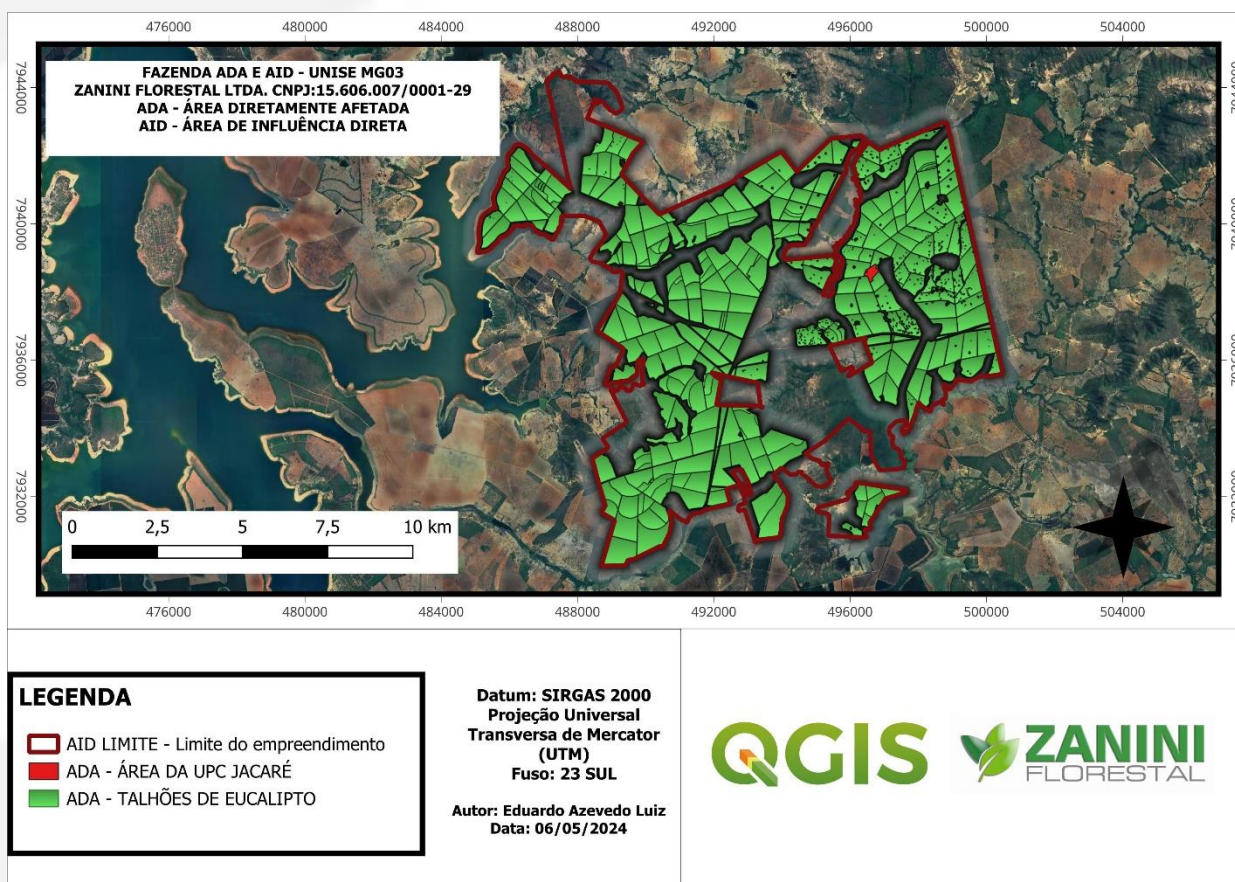 476000 480000 484000 488000 492000 496000 500000 504000
7944000
7944000
FAZENDA ADA E AID - UNISE MG03
ZANINI FLORESTAL LTDA. CNPJ:15.606.007/0001-29
ADA - ÁREA DIRETAMENTE AFETADA
AID - ÁREA DE INFLUÊNCIA DIRETA
7940000
7940000
7936000
7936000
7932000
7932000
0 2,5 5 7,5 10 km
476000 480000 484000 488000 492000 496000 500000 504000
LEGENDA
AID LIMITE - Limite do empreendimento
ADA - ÁREA DA UPC JACARÉ
ADA - TALHÕES DE EUCALIPTO
Datum: SIRGAS 2000
Projeção Universal
Transversa de Mercator
(UTM)
Fuso: 23 SUL
Autor: Eduardo Azevedo Luiz
Data: 06/05/2024
QGIS
ZANINI
FLORESTAL